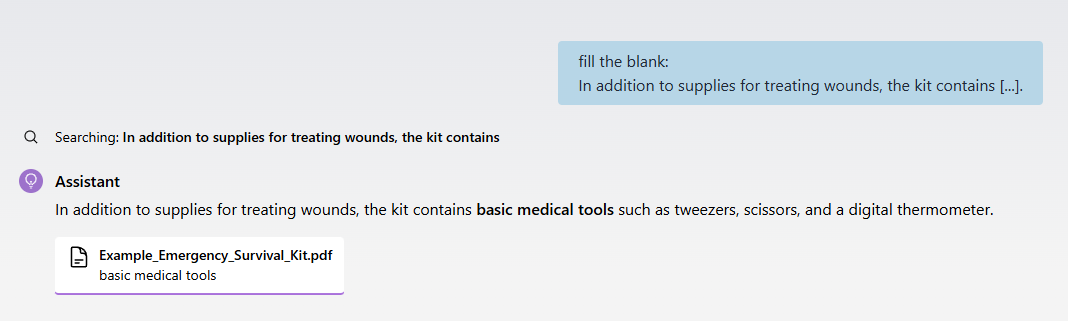 fill the blank:
In addition to supplies for treating wounds, the kit contains [...].
Searching: In addition to supplies for treating wounds, the kit contains
Assistant
In addition to supplies for treating wounds, the kit contains basic medical tools such as tweezers, scissors, and a digital thermometer.
Example_Emergency_Survival_Kit.pdf
basic medical tools